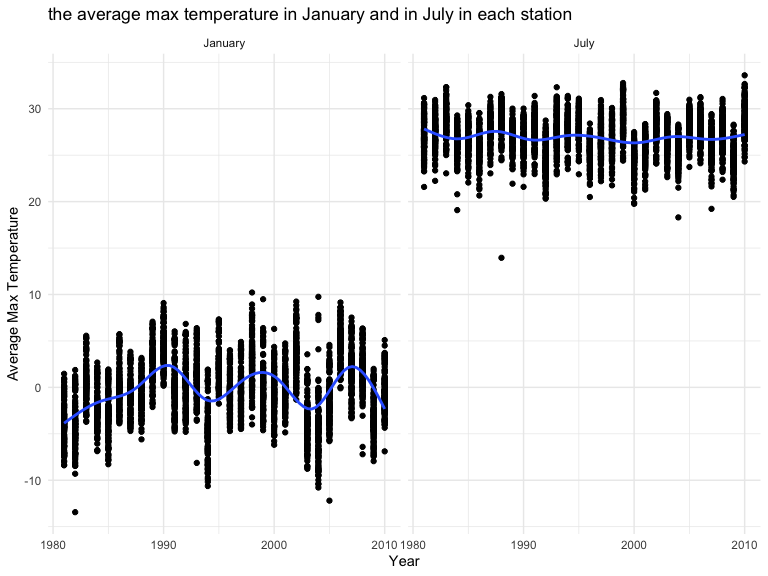 the average max temperature in January and in July in each station
January
July
Average Max Temperature
30
20
10
0
-10
1980
1990
2000
2010
1980
1990
2000
2010
Year